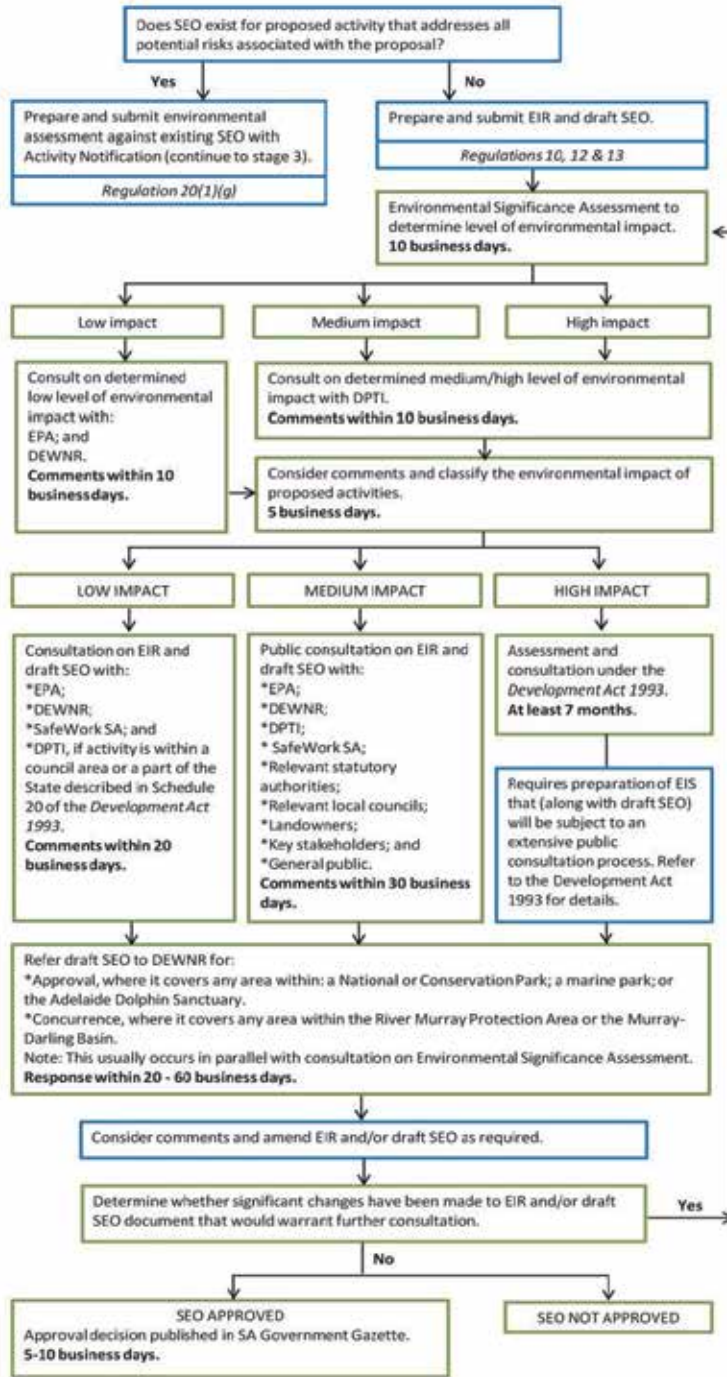 Does SEO exist for proposed activity that addresses all
potential risks associated with the proposal?
Yes
No
Prepare and submit environmental
assessment against existing SEO with
Activity Notification (continue to stage 3).
Regulation 20(1)(g)
Prepare and submit EIR and draft SEO.
Regulations 10, 12 & 13
Environmental Significance Assessment to
determine level of environmental impact.
10 business days.
Low impact
Medium impact
High impact
Consult on determined
low level of environmental
impact with:
EPA; and
DEWNR.
Comments within 10
business days.
Consult on determined medium/high level of environmental
impact with DPTI.
Comments within 10 business days.
Consider comments and classify the environmental impact of
proposed activities.
5 business days.
LOW IMPACT
MEDIUM IMPACT
HIGH IMPACT
Consultation on EIR and
draft SEO with:
*EPA;
*DEWNR;
*SafeWork SA; and
*DPTI, if activity is within a
council area or a part of the
State described in Schedule
20 of the Development Act
1993.
Comments within 20
business days.
Public consultation on EIR and
draft SEO with:
*EPA;
*DEWNR;
*DPTI;
* SafeWork SA;
*Relevant statutory
authorities;
*Relevant local councils;
*Landowners;
*Key stakeholders; and
*General public.
Comments within 30 business
days.
Assessment and
consultation under the
Development Act 1993.
At least 7 months.
Requires preparation of EIS
that (along with draft SEO)
will be subject to an
extensive public
consultation process. Refer
to the Development Act
1993 for details.
Refer draft SEO to DEWNR for:
*Approval, where it covers any area within: a National or Conservation Park; a marine park; or
the Adelaide Dolphin Sanctuary.
*Concurrence, where it covers any area within the River Murray Protection Area or the Murray-
Darling Basin.
Note: This usually occurs in parallel with consultation on Environmental Significance Assessment.
Response within 20 - 60 business days.
Consider comments and amend EIR and/or draft SEO as required.
Determine whether significant changes have been made to EIR and/or draft
SEO document that would warrant further consultation.
Yes
No
SEO APPROVED
Approval decision published in SA Government Gazette.
5-10 business days.
SEO NOT APPROVED